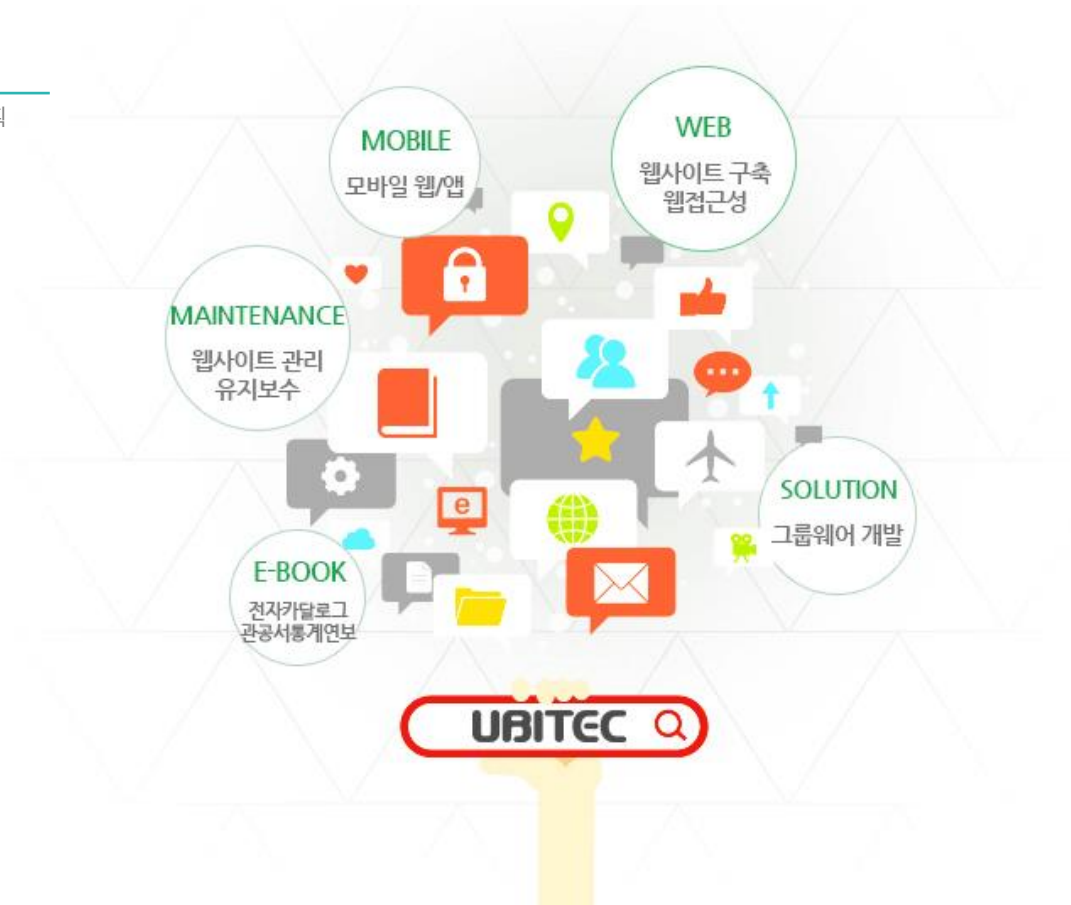 MOBILE
모바일 웹/앱
WEB
웹사이트 구축
웹접근성
MAINTENANCE
웹사이트 관리
유지보수
SOLUTION
그룹웨어 개발
e
E-BOOK
전자카달로그
관공서통계연보
UBITEC